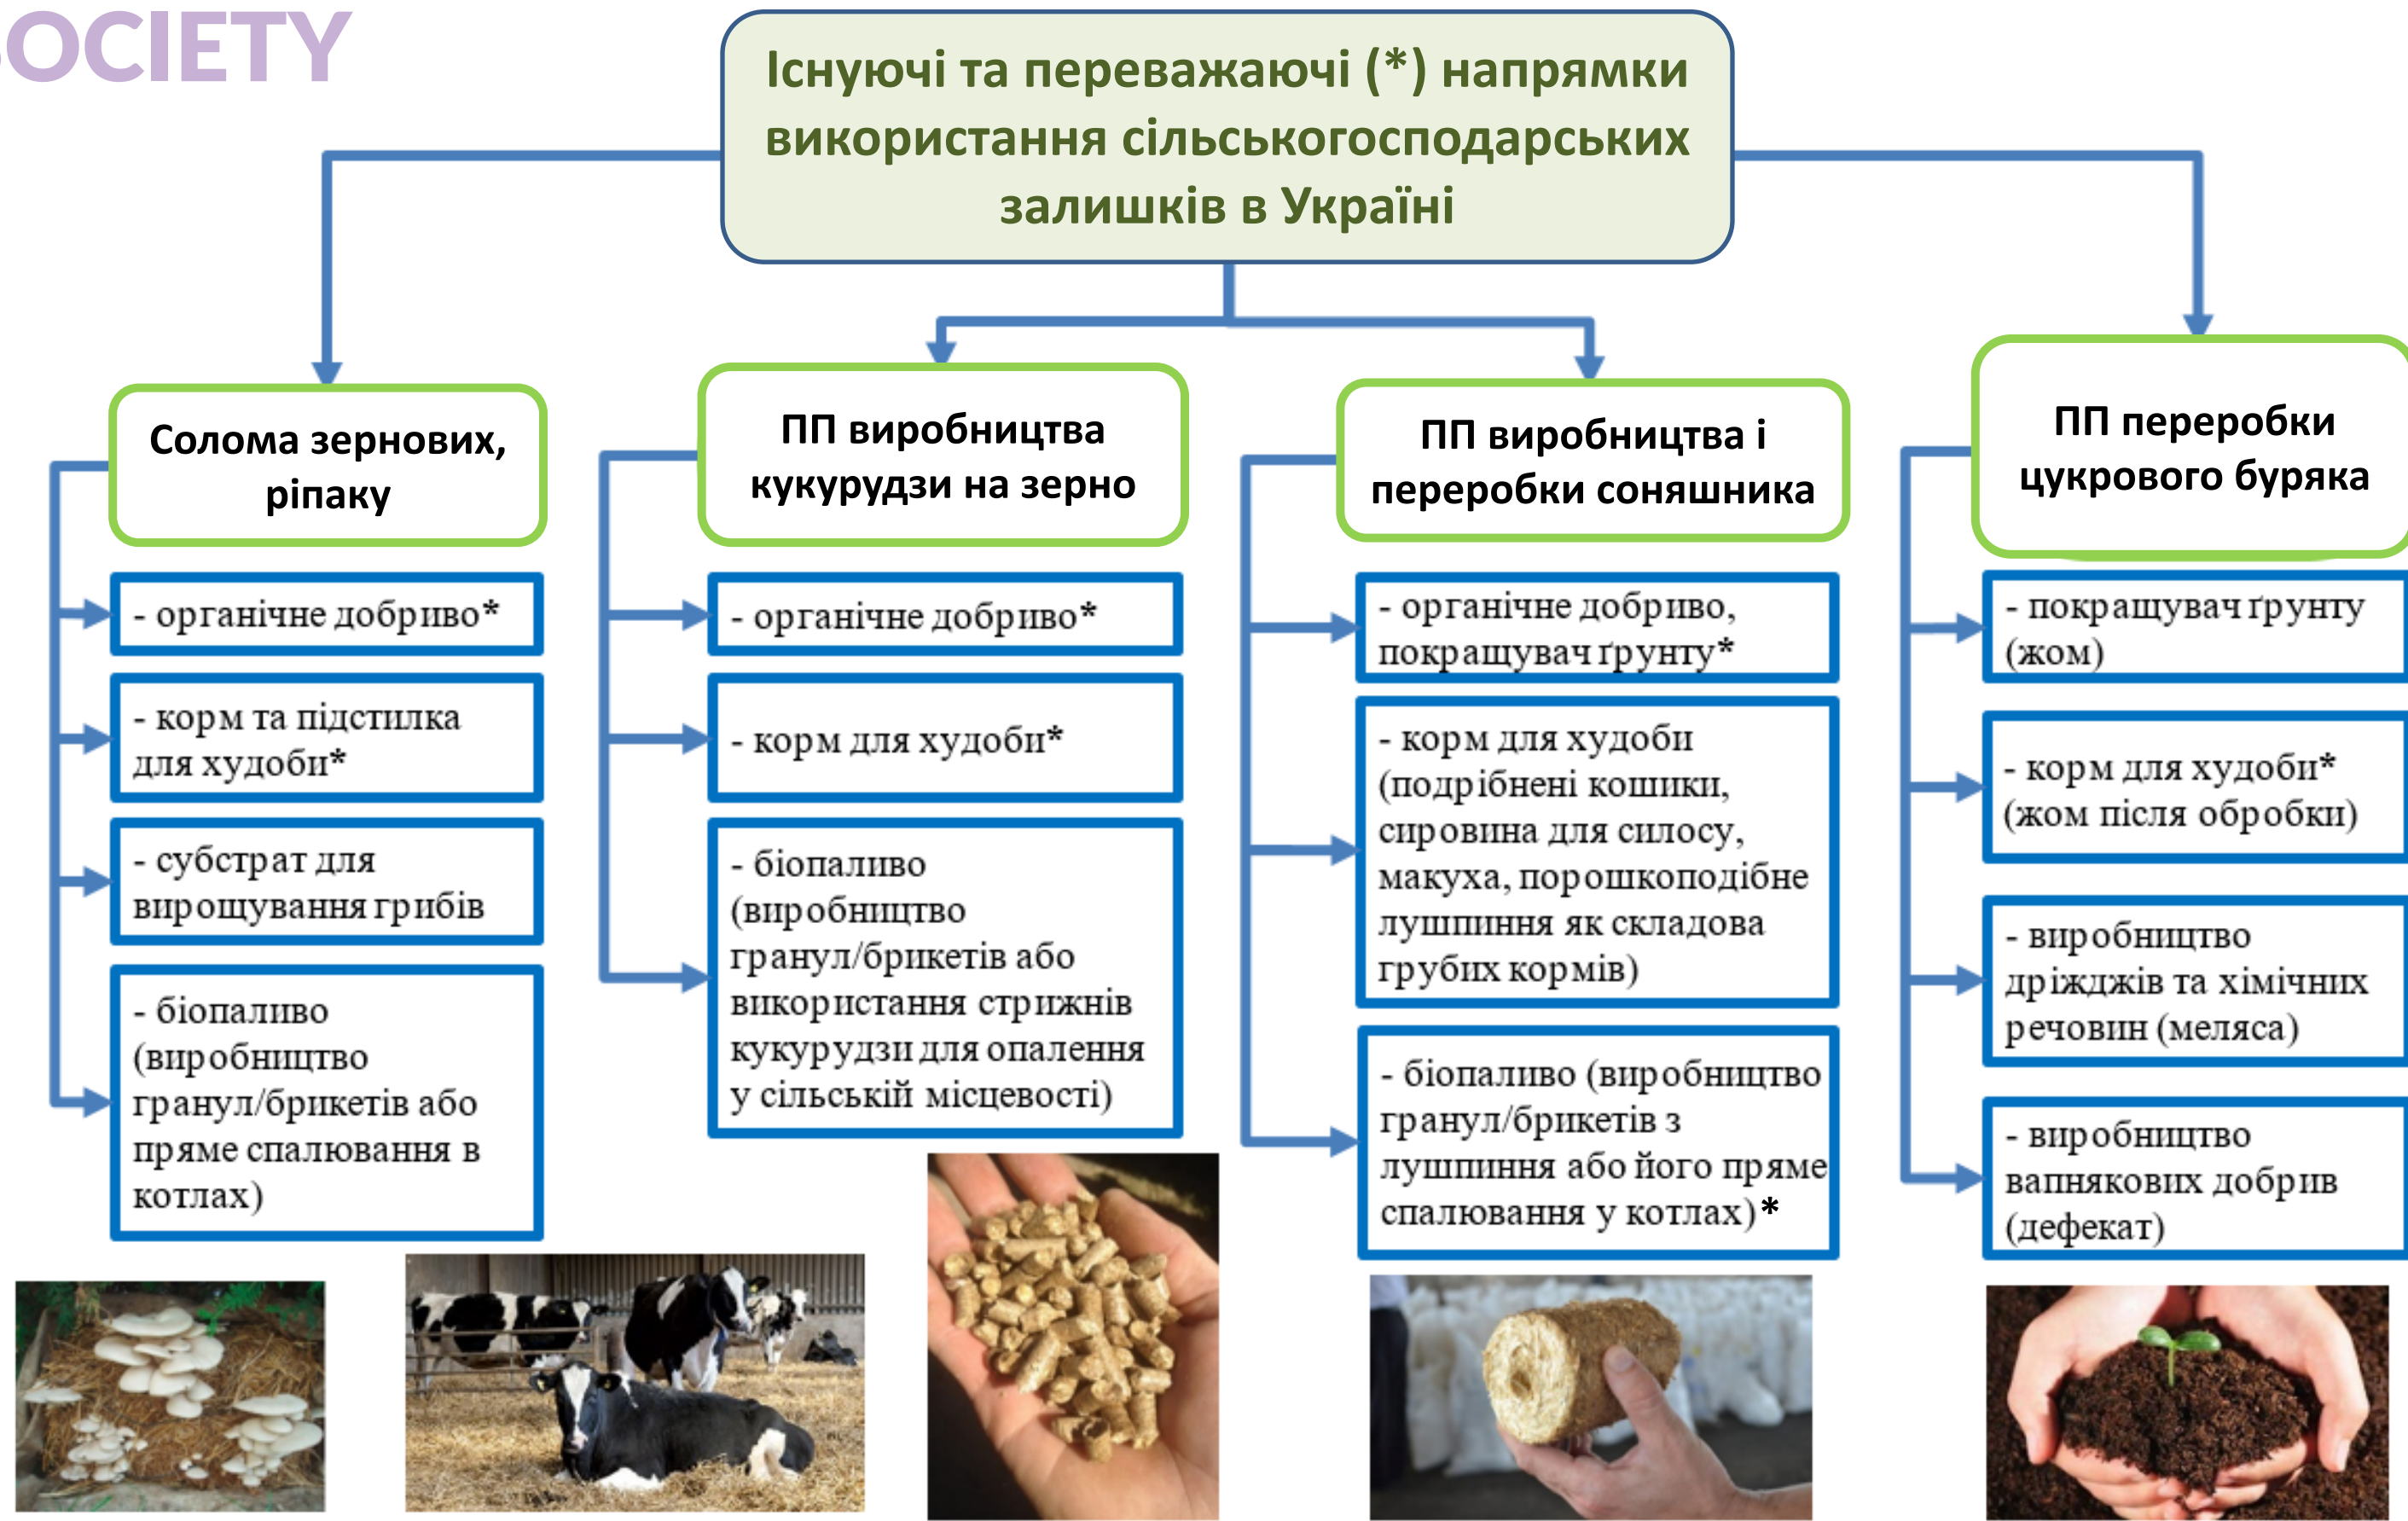 SOCIETY
Існуючі та переважаючі (*) напрямки
використання сільськогосподарських
залишків в Україні
Солома зернових,
ріпаку
- органічне добриво*
- корм та підстилка
для худоби*
- субстрат для
вирощування грибів
- біопаливо
(виробництво
гранул/брикетів або
пряме спалювання в
котлах)
ПП виробництва
кукурудзи на зерно
- органічне добриво*
- корм для худоби*
- біопаливо
(виробництво
гранул/брикетів або
використання стрижнів
кукурудзи для опалення
у сільській місцевості)
ПП виробництва і
переробки соняшника
- органічне добриво,
покращувач ґрунту*
- корм для худоби
(подрібнені кошики,
сировина для силосу,
макуха, порошкоподібне
лушпиння як складова
грубих кормів)
- біопаливо (виробництво
гранул/брикетів з
лушпиння або його пряме
спалювання у котлах)*
ПП переробки
цукрового буряка
- покращувач ґрунту
(жом)
- корм для худоби*
(жом після обробки)
- виробництво
дріжджів та хімічних
речовин (меляса)
- виробництво
вапнякових добрив
(дефекат)